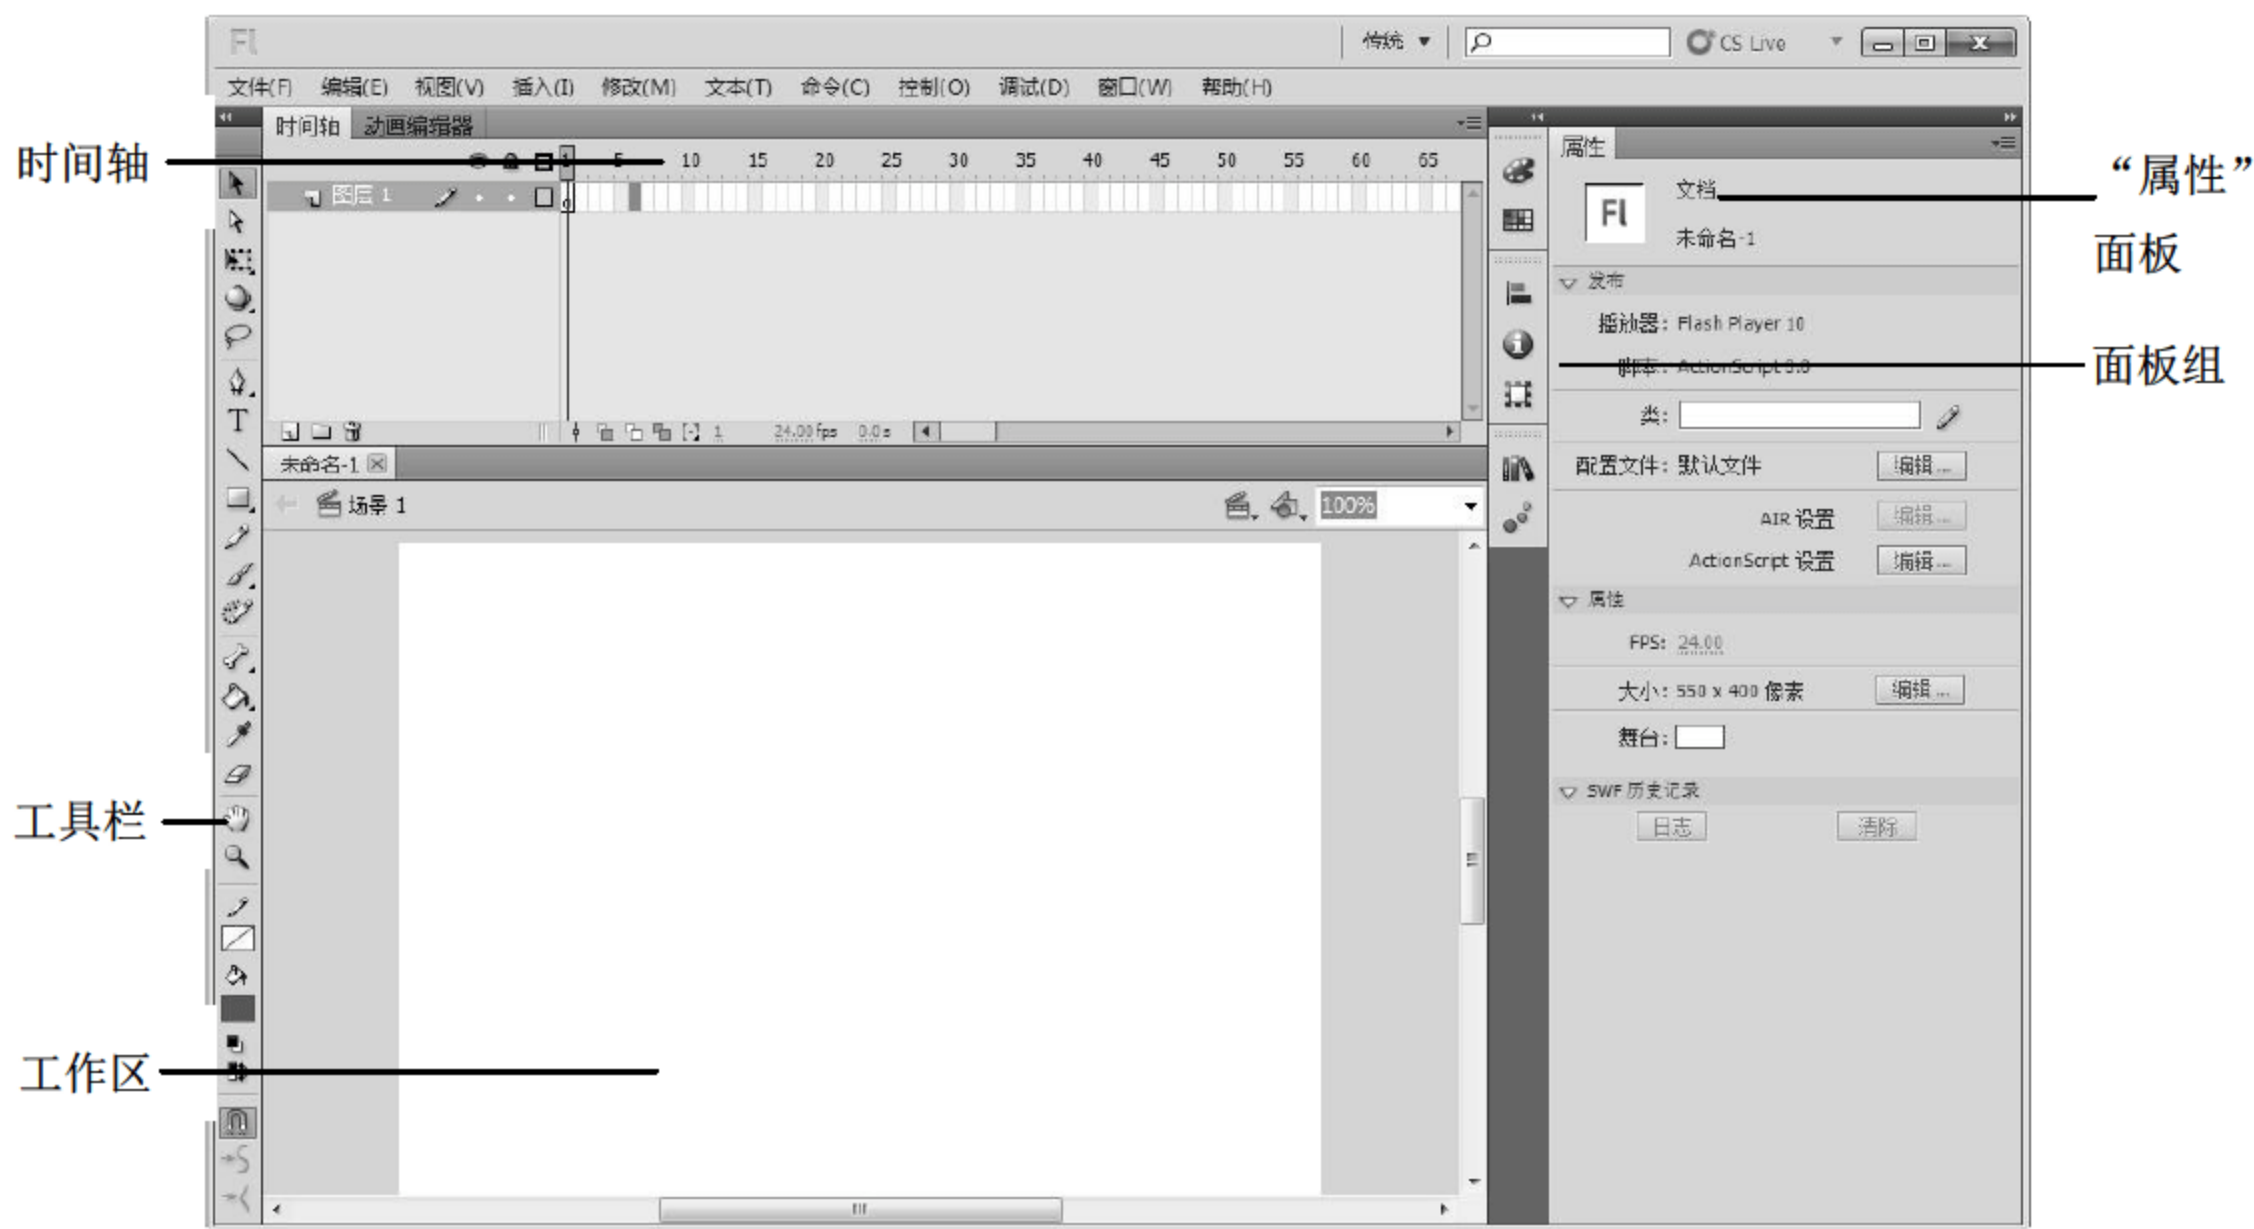 Fl
传统
CS Live
文件(F) 编辑(E) 视图(V) 插入(I) 修改(M) 文本(T) 命令(C) 控制(O) 调试(D) 窗口(W) 帮助(H)
时间轴 动画编辑器
属性
时间轴
1 5 10 15 20 25 30 35 40 45 50 55 60 65
图层 1
Fl
文档
未命名-1
“属性”
面板
发布
播放器: Flash Player 10
脚本: ActionScript 3.0
面板组
类:
1 24.00 fps 0.0 s
未命名-1
配置文件: 默认文件 编辑...
场景 1
100%
AIR 设置 编辑...
ActionScript 设置 编辑...
属性
FPS: 24.00
大小: 550 x 400 像素 编辑...
舞台:
SWF 历史记录
日志 清除
工具栏
工作区